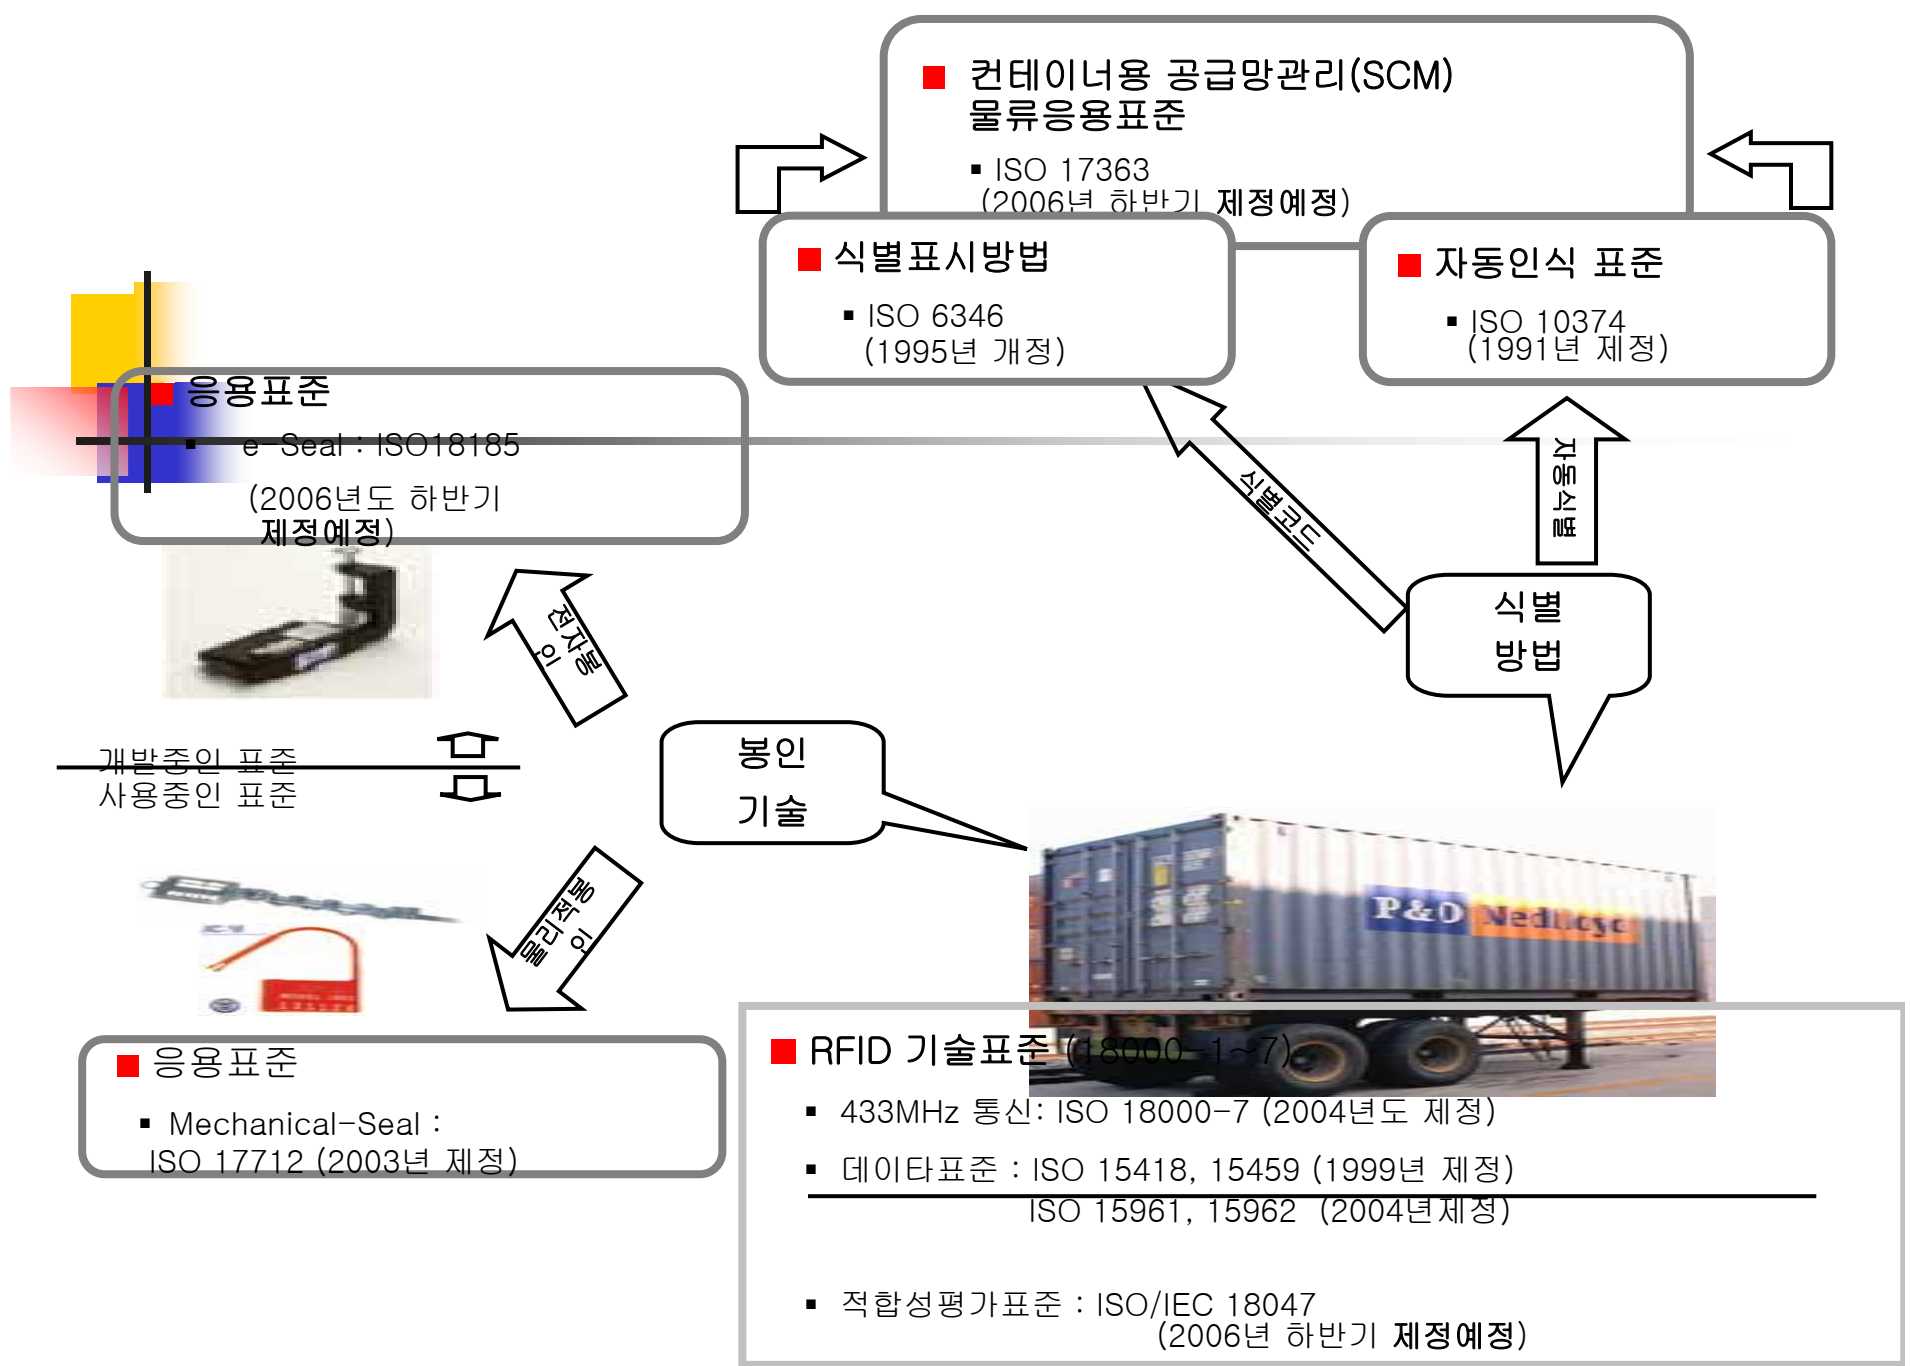 컨테이너용 공급망관리(SCM)
물류응용표준
ISO 17363
(2006년 하반기 제정예정)
식별표시방법
ISO 6346
(1995년 개정)
자동인식 표준
ISO 10374
(1991년 제정)
응용표준
e-Seal : ISO18185
(2006년도 하반기
제정예정)
식별코드
자동식별
식별
방법
전자봉
인
개발중인 표준
사용중인 표준
봉인
기술
물리적봉
인
P&O Nedlloyd
응용표준
Mechanical-Seal :
ISO 17712 (2003년 제정)
RFID 기술표준 (18000-1~7)
433MHz 통신: ISO 18000-7 (2004년도 제정)
데이타표준 : ISO 15418, 15459 (1999년 제정)
ISO 15961, 15962 (2004년제정)
적합성평가표준 : ISO/IEC 18047
(2006년 하반기 제정예정)